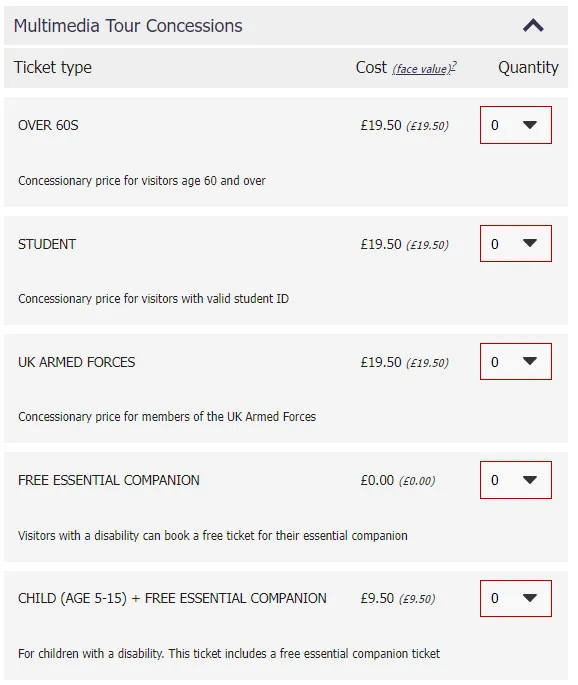 Multimedia Tour Concessions
Ticket type Cost (face value)? Quantity
OVER 60S £19.50 (£19.50) 0
Concessionary price for visitors age 60 and over
STUDENT £19.50 (£19.50) 0
Concessionary price for visitors with valid student ID
UK ARMED FORCES £19.50 (£19.50) 0
Concessionary price for members of the UK Armed Forces
FREE ESSENTIAL COMPANION £0.00 (£0.00) 0
Visitors with a disability can book a free ticket for their essential companion
CHILD (AGE 5-15) + FREE ESSENTIAL COMPANION £9.50 (£9.50) 0
For children with a disability. This ticket includes a free essential companion ticket